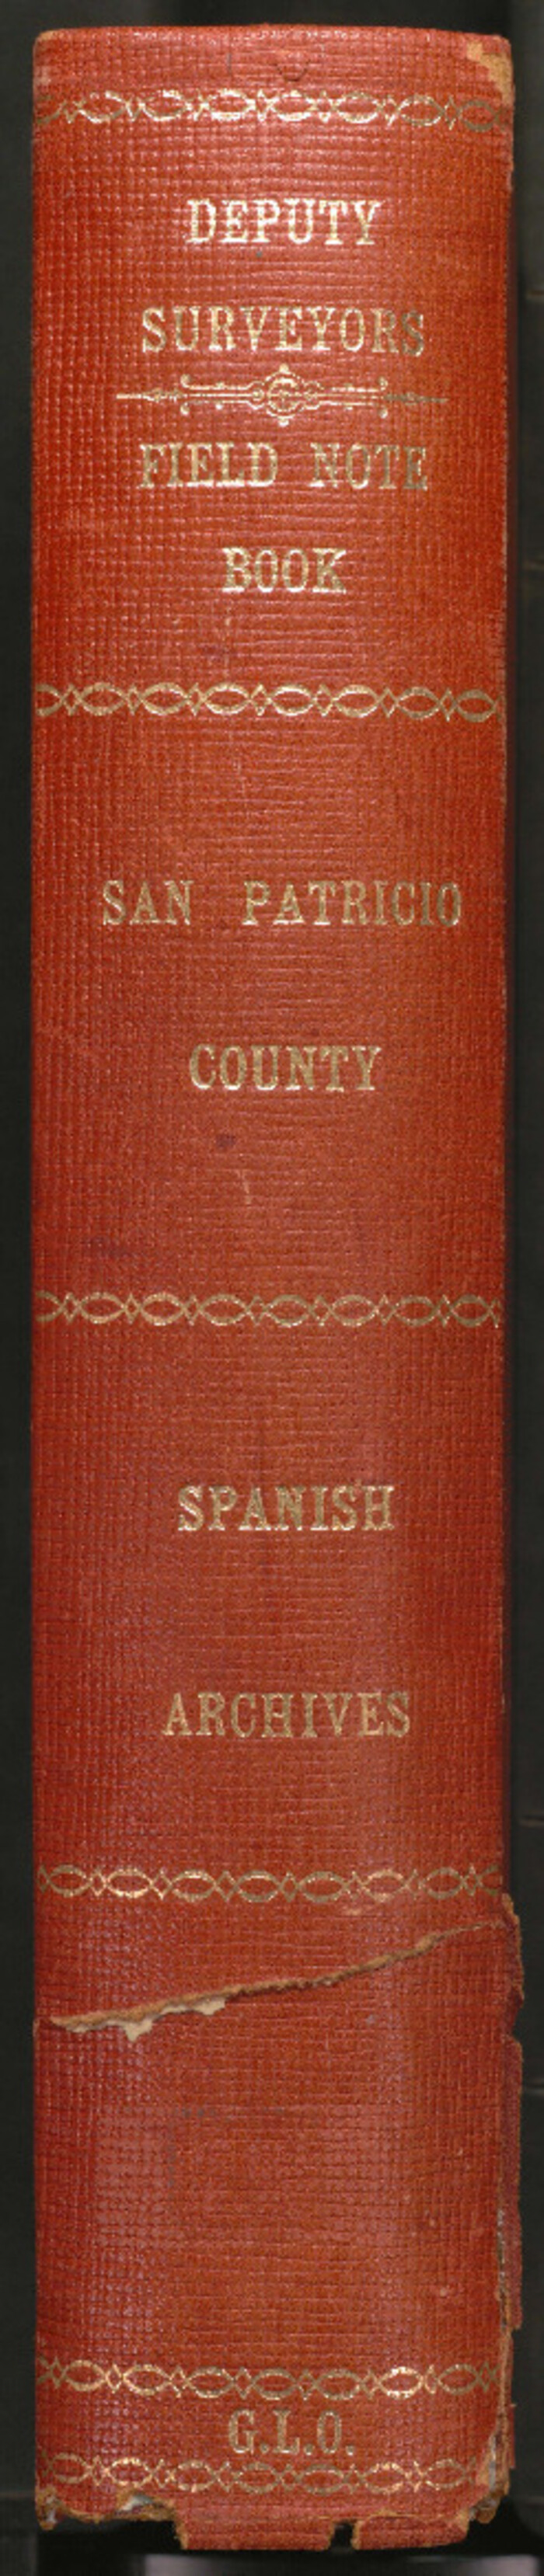 DEPUTY
SURVEYORS
FIELD NOTE
BOOK
SAN PATRICIO
COUNTY
SPANISH
ARCHIVES
G.L.O.